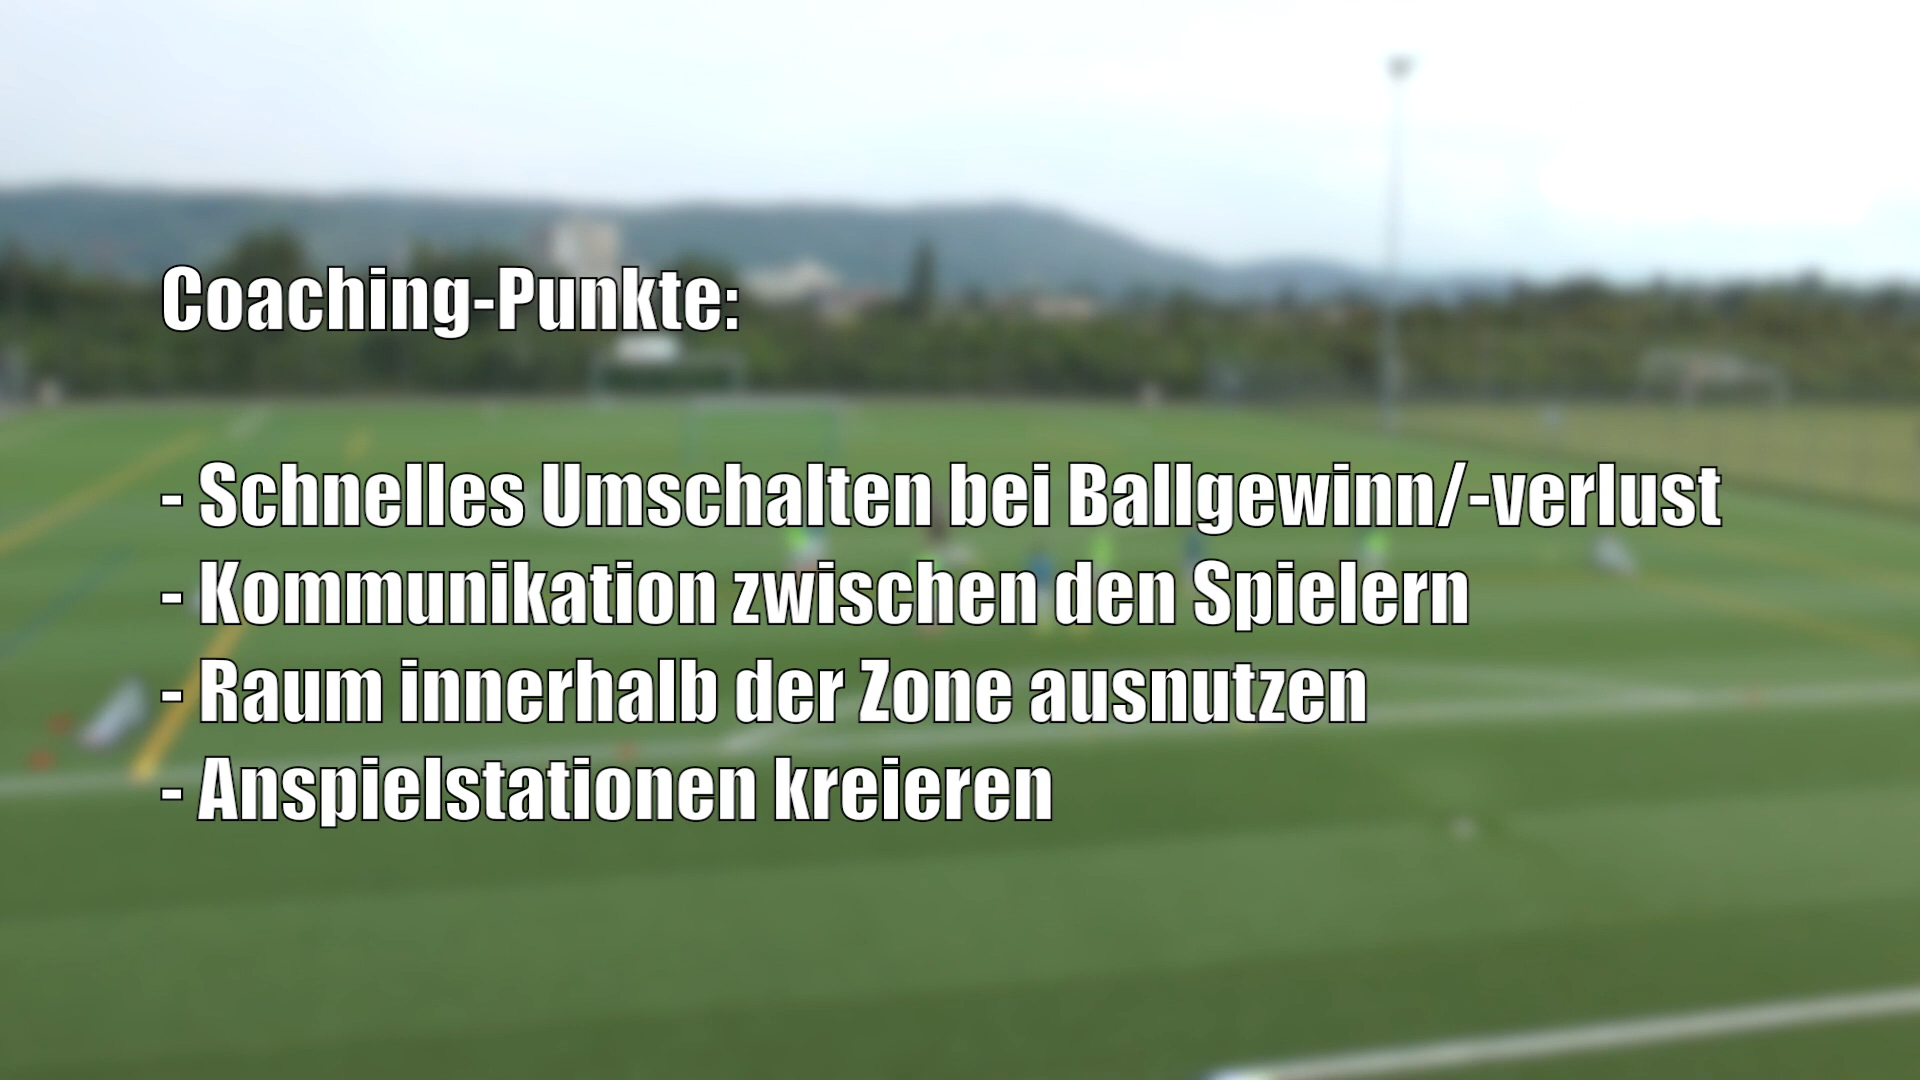 Coaching-Punkte:
- Schnelles Umschalten bei Ballgewinn/-verlust
- Kommunikation zwischen den Spielern
- Raum innerhalb der Zone ausnutzen
- Anspielstationen kreieren